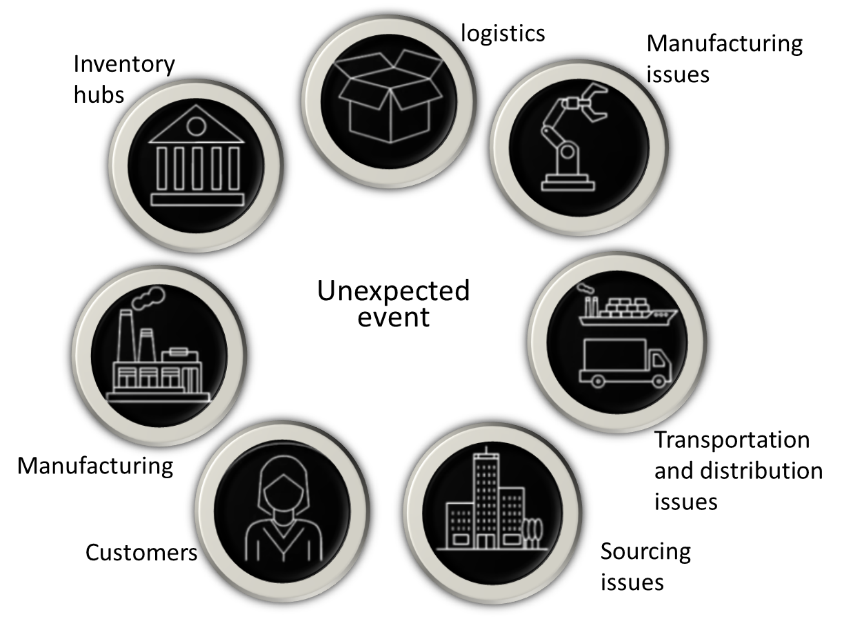 logistics
Manufacturing
issues
Inventory
hubs
Unexpected
event
Transportation
and distribution
issues
Manufacturing
Customers
Sourcing
issues